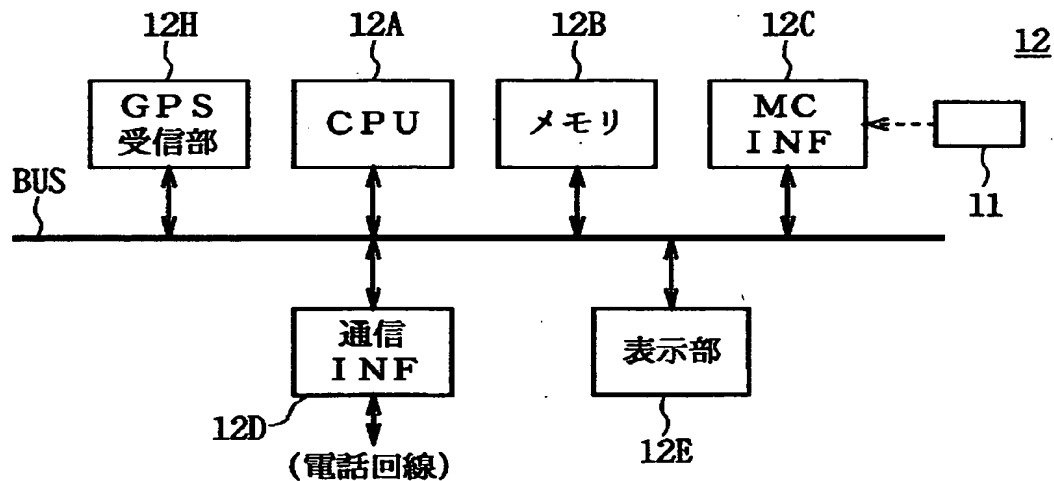 12H
12A
12B
12C
12
GPS
受信部
CPU
メモリ
MC
INF
11
BUS
通信
INF
表示部
12D
12E
(電話回線)